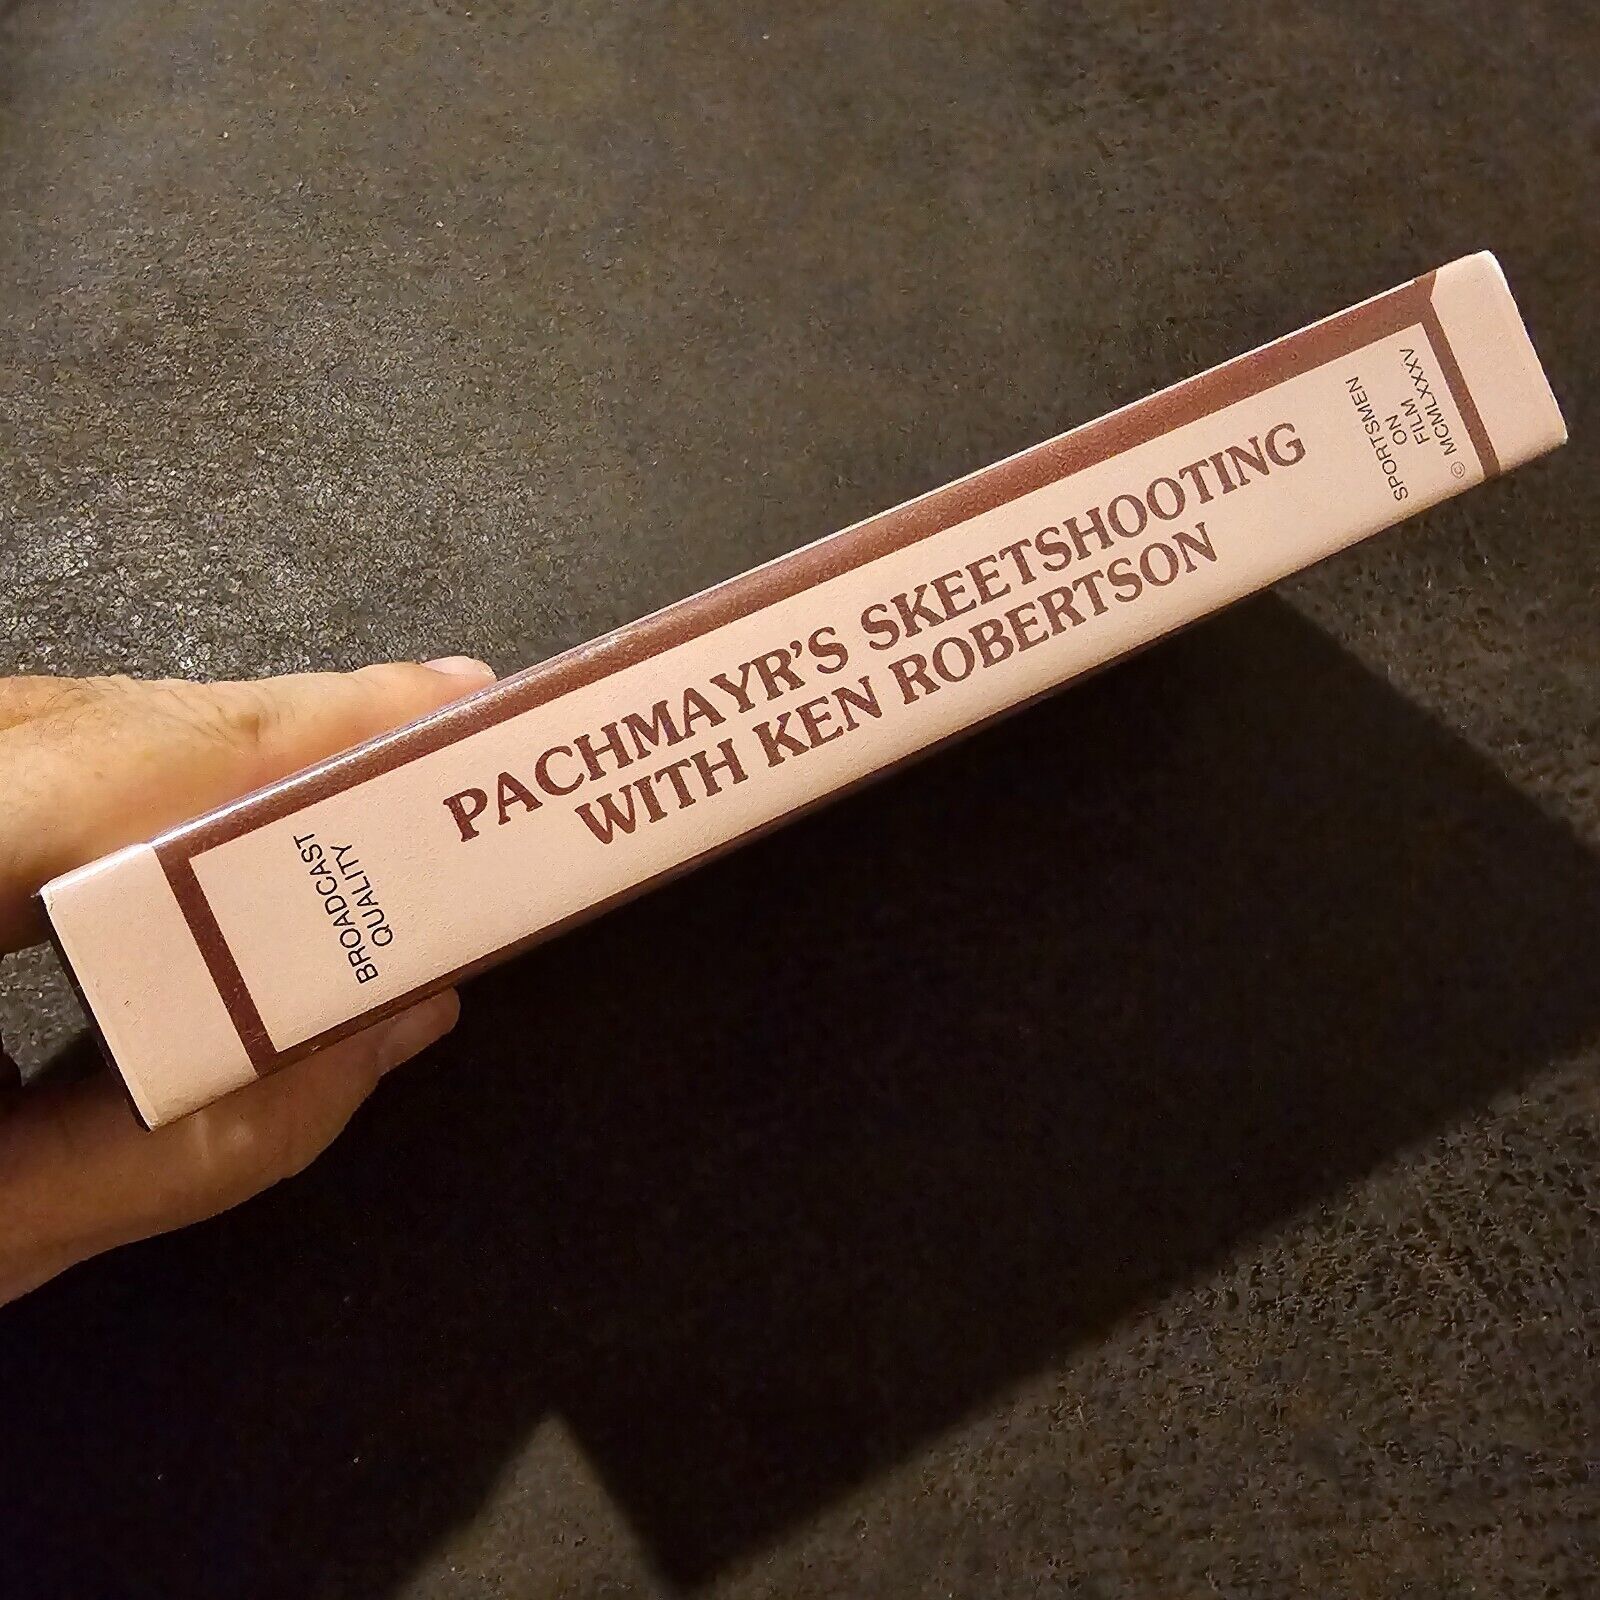 BROADCAST
QUALITY
PACHMAYR'S SKEETSHOOTING
WITH KEN ROBERTSON
SPORTSMEN
ON
FILM
© MCMLXXXV